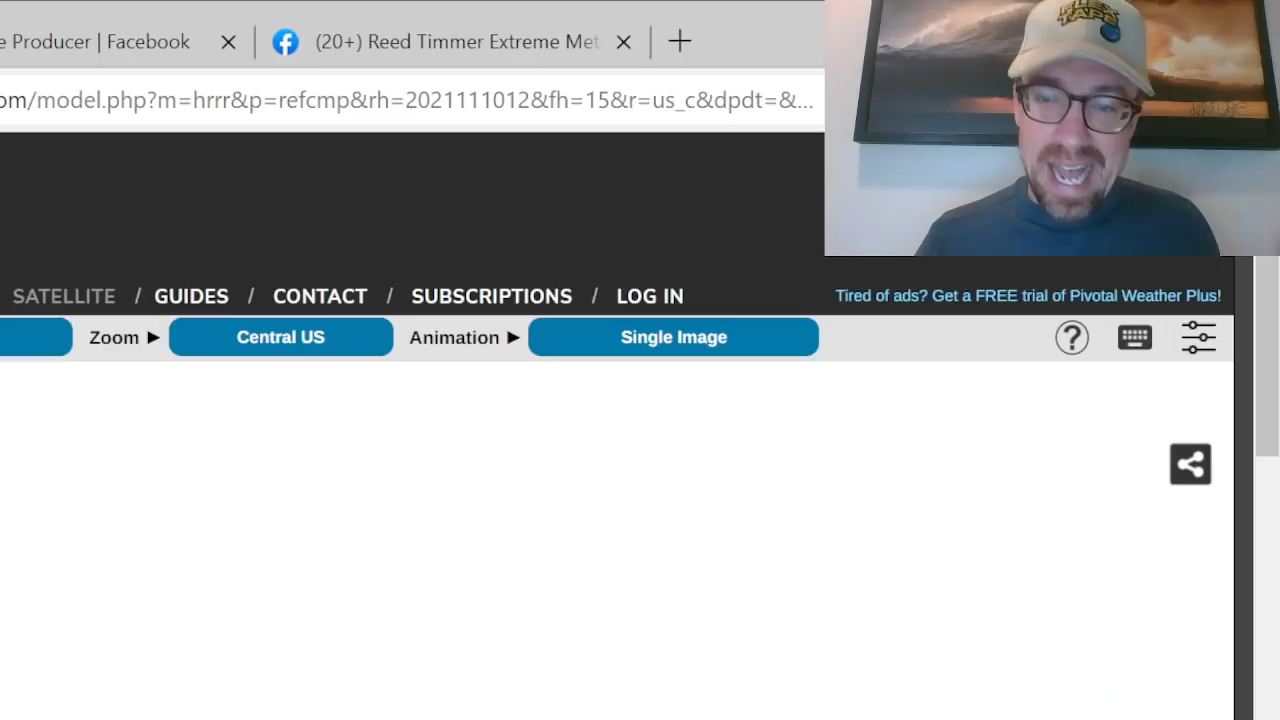 e Producer | Facebook
(20+) Reed Timmer Extreme Met
om/model.php?m=hrrr&p=refcmp&rh=2021111012&fh=15&r=us_c&dpdt=&...
FLEX
TAPE
SATELLITE / GUIDES / CONTACT / SUBSCRIPTIONS / LOG IN
Tired of ads? Get a FREE trial of Pivotal Weather Plus!
Zoom ▶ Central US Animation ▶ Single Image
?